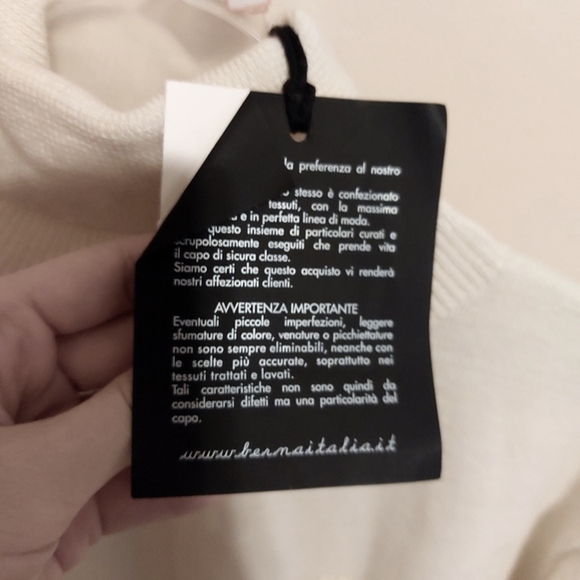 la preferenza al nostro
stesso è confezionato
tessuti, con la massima
e in perfetta linea di moda.
questo insieme di particolari curati e
scrupolosamente eseguiti che prende vita
il capo di sicura classe.
Siamo certi che questo acquisto vi renderà
nostri affezionati clienti.
AVVERTENZA IMPORTANTE
Eventuali piccole imperfezioni, leggere
sfumature di colore, venature o picchiettature
non sono sempre eliminabili, neanche con
le scelte più accurate, soprattutto nei
tessuti trattati e lavati.
Tali caratteristiche non sono quindi da
considerarsi difetti ma una particolarità del
capo.
www.bernaitalia.it